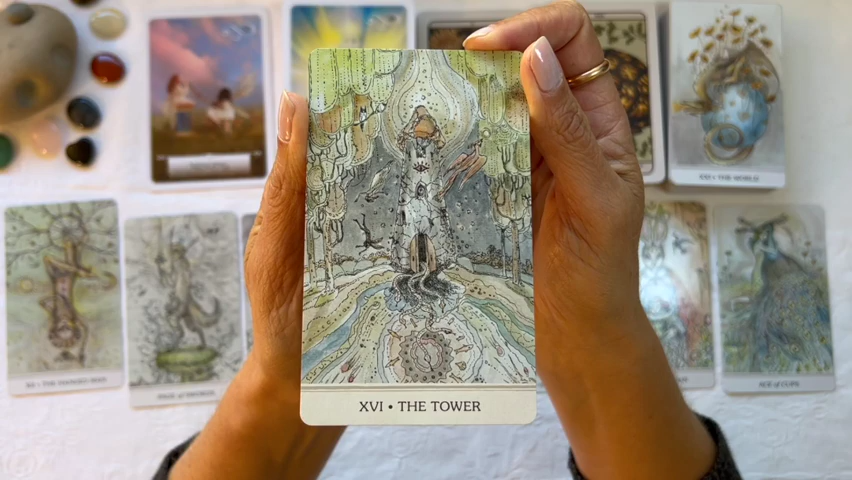 XXI • THE WORLD
XII • THE HANGED MAN
PAGE of SWORDS
ACE of CUPS
XVI • THE TOWER